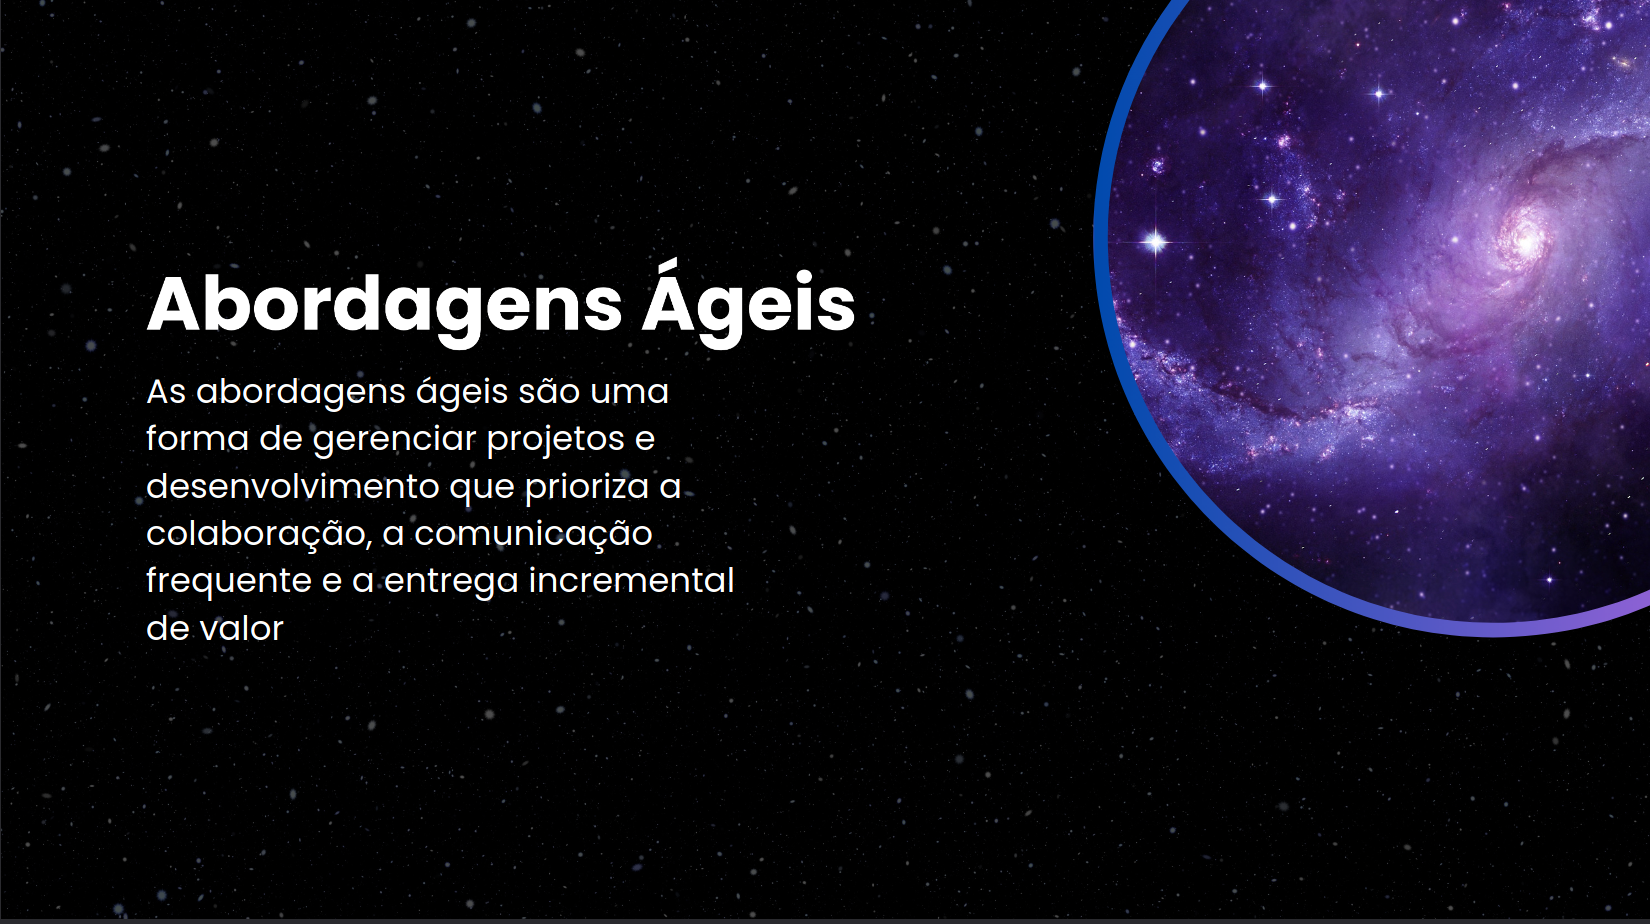 Abordagens Ágeis
As abordagens ágeis são uma
forma de gerenciar projetos e
desenvolvimento que prioriza a
colaboração, a comunicação
frequente e a entrega incremental
de valor